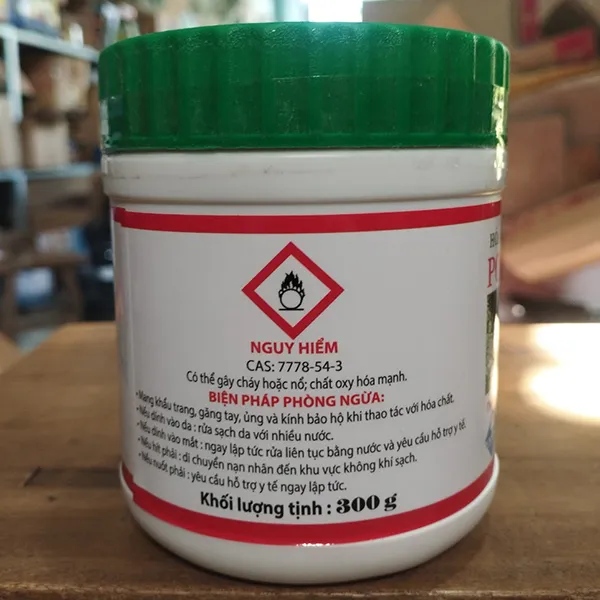 NGUY HIỂM
CAS: 7778-54-3
Có thể gây cháy hoặc nổ; chất oxy hóa mạnh.
BIỆN PHÁP PHÒNG NGỪA:
- Mang khẩu trang, găng tay, ủng và kính bảo hộ khi thao tác với hóa chất.
- Nếu dính vào da : rửa sạch da với nhiều nước.
- Nếu dính vào mắt : ngay lập tức rửa liên tục bằng nước và yêu cầu hỗ trợ y tế.
- Nếu hít phải : di chuyển nạn nhân đến khu vực không khí sạch.
- Nếu nuốt phải : yêu cầu hỗ trợ y tế ngay lập tức.
Khối lượng tịnh : 300 g